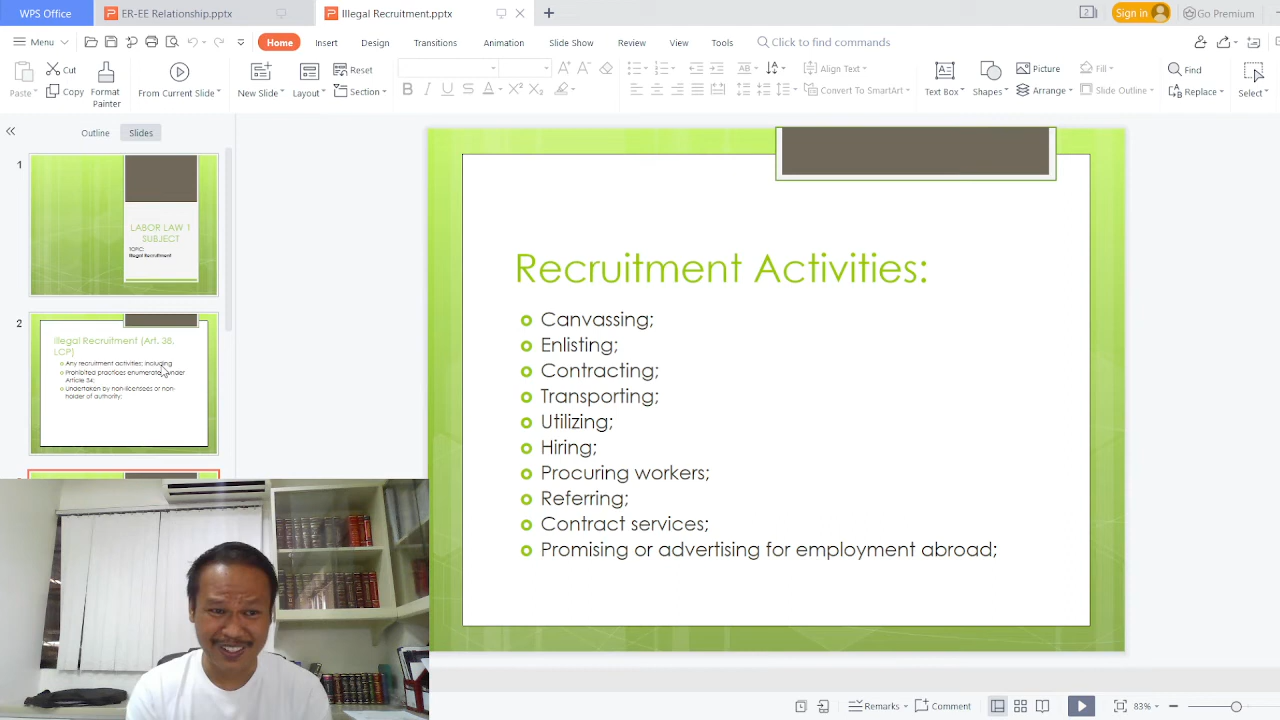 WPS Office
ER-EE Relationship.pptx
Illegal Recruitment.ppx
Sign in
Go Premium
Menu
Home
Insert
Design
Transitions
Animation
Slide Show
Review
View
Tools
Click to find commands
Cut
Copy
Format
Painter
From Current Slide
New Slide
Layout
Reset
Section
Align Text
Convert To SmartArt
Text Box
Shapes
Picture
Arrange
Fill
Slide Outline
Find
Replace
Select
Outline
Slides
1
LABOR LAW 1
SUBJECT
TOPIC:
Illegal Recruitment
2
Illegal Recruitment (Art. 38.
LCP)
Any recruitment activities; including
Prohibited practices enumerated under
Article 34;
Undertaken by non-licensees or non-
holder of authority;
Recruitment Activities:
Canvassing;
Enlisting;
Contracting;
Transporting;
Utilizing;
Hiring;
Procuring workers;
Referring;
Contract services;
Promising or advertising for employment abroad;
Remarks
Comment
83%